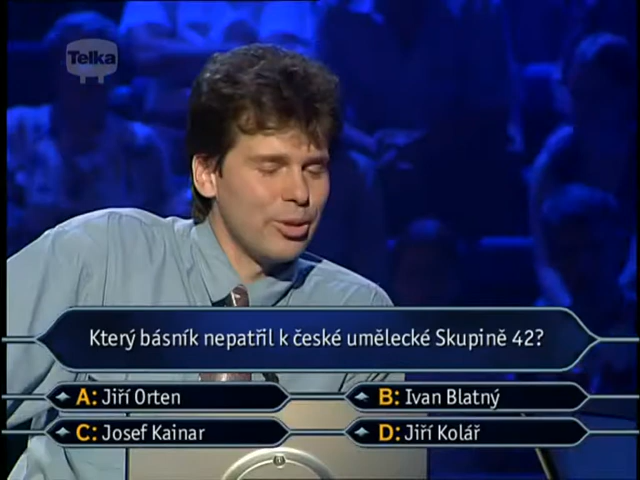 Telka
Který básník nepatřil k české umělecké Skupině 42?
A: Jiří Orten
B: Ivan Blatný
C: Josef Kainar
D: Jiří Kolář